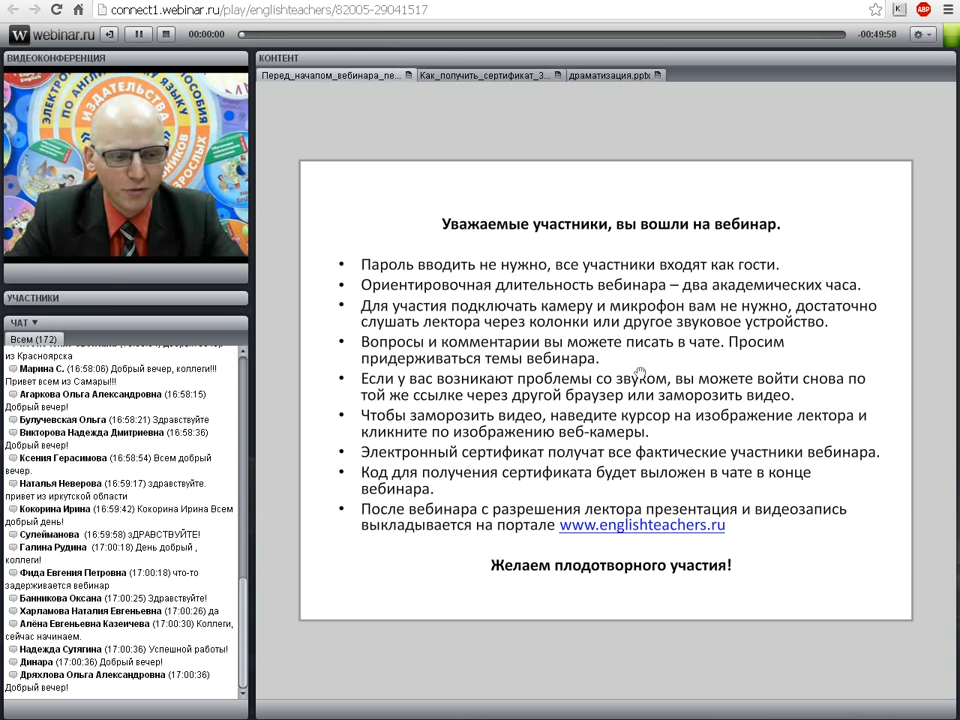 connect1.webinar.ru/play/englishteachers/82005-29041517
K
ABP
W webinar.ru
00:00:00
-00:49:58
ВИДЕОКОНФЕРЕНЦИЯ
ИЗДАТЕЛЬСТВА
УЧАСТНИКИ
ЧАТ
Всем (172)
из Красноярска
Марина С. (16:58:06) Добрый вечер, коллеги!!!
Привет всем из Самары!!!
Агаркова Ольга Александровна (16:58:15)
Добрый вечер!
Булучевская Ольга (16:58:21) Здравствуйте
Викторова Надежда Дмитриевна (16:58:36)
Добрый вечер!
Ксения Герасимова (16:58:54) Всем добрый
вечер.
Наталья Неверова (16:59:17) здравствуйте.
привет из иркутской области
Кокорина Ирин (16:59:42) Кокорина Ирин Всем
добрый день!
Сулейманова (16:59:58) зДРАВСТВУЙТЕ!
Галина Рудина (17:00:18) День добрый ,
коллеги!
Фида Евгения Петровна (17:00:18) что-то
задерживается вебинар
Банникова Оксана (17:00:25) Здравствуйте!
Харламова Наталия Евгеньевна (17:00:26) да
Алёна Евгеньевна Казеичева (17:00:30) Коллеги,
сейчас начинаем.
Надежда Сутягина (17:00:36) Успешной работы!
Динара (17:00:36) Добрый вечер!
Дряхлова Ольга Александровна (17:00:36)
Добрый вечер!
КОНТЕНТ
Перед_началом_вебинара_пе...
Как_получить_сертификат_3...
драматизация.pptx
Уважаемые участники, вы вошли на вебинар.
• Пароль вводить не нужно, все участники входят как гости.
• Ориентировочная длительность вебинара – два академических часа.
• Для участия подключать камеру и микрофон вам не нужно, достаточно
слушать лектора через колонки или другое звуковое устройство.
• Вопросы и комментарии вы можете писать в чате. Просим
придерживаться темы вебинара.
• Если у вас возникают проблемы со звуком, вы можете войти снова по
той же ссылке через другой браузер или заморозить видео.
• Чтобы заморозить видео, наведите курсор на изображение лектора и
кликните по изображению веб-камеры.
• Электронный сертификат получат все фактические участники вебинара.
• Код для получения сертификата будет выложен в чате в конце
вебинара.
• После вебинара с разрешения лектора презентация и видеозапись
выкладывается на портале www.englishteachers.ru
Желаем плодотворного участия!